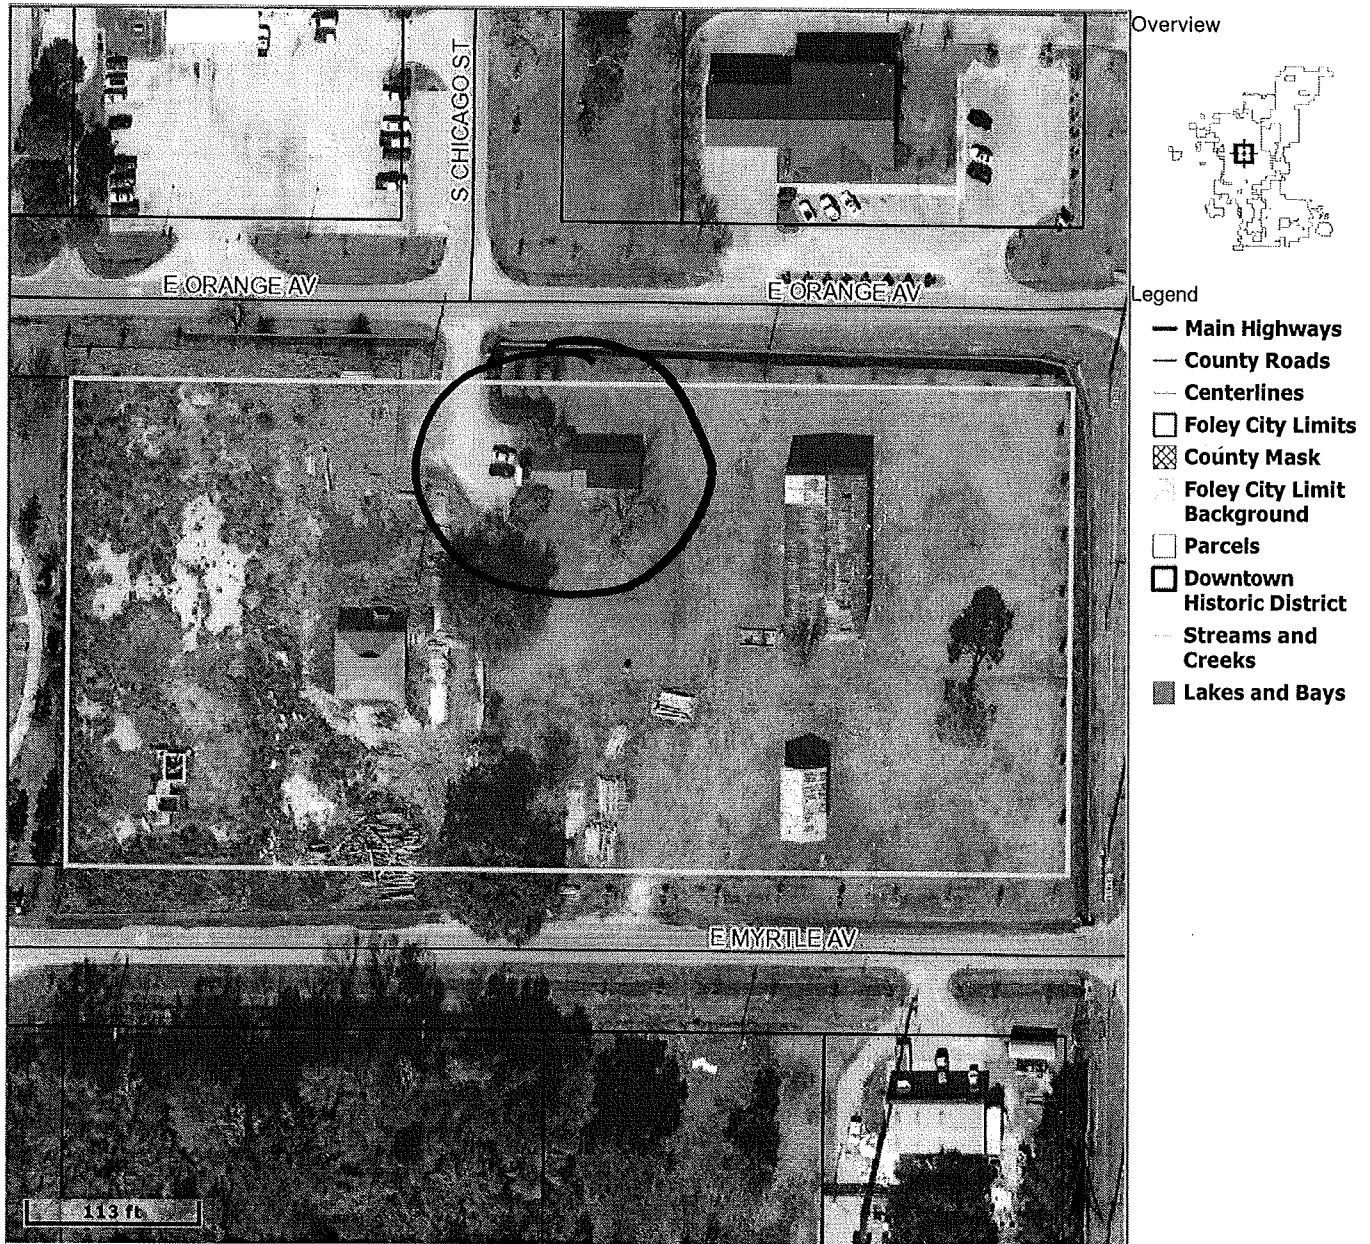 Overview
S CHICAGO ST
E ORANGE AV
E ORANGE AV
Legend
Main Highways
County Roads
Centerlines
Foley City Limits
County Mask
Foley City Limit
Background
Parcels
Downtown
Historic District
Streams and
Creeks
Lakes and Bays
E MYRTLE AV
113 ft